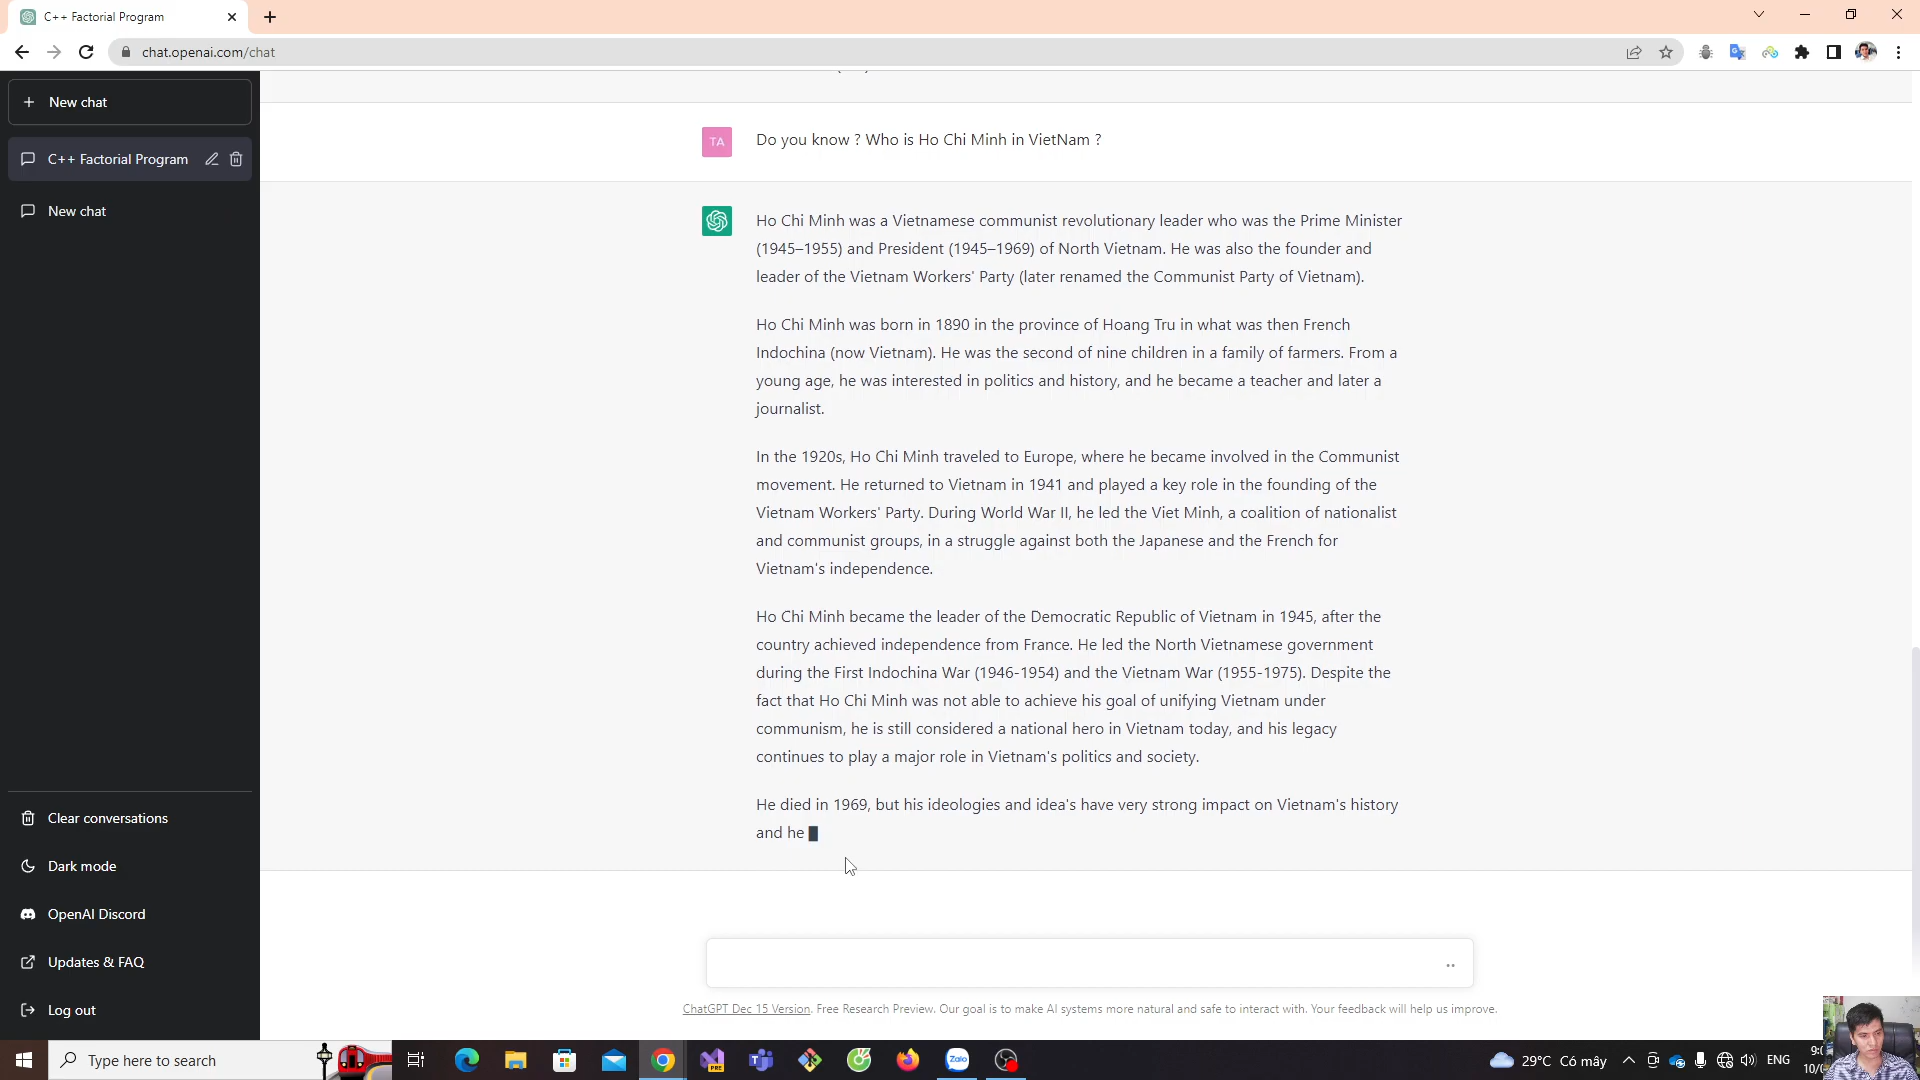 C++ Factorial Program
chat.openai.com/chat
New chat
C++ Factorial Program
New chat
TA
Do you know ? Who is Ho Chi Minh in VietNam ?
Ho Chi Minh was a Vietnamese communist revolutionary leader who was the Prime Minister
(1945–1955) and President (1945–1969) of North Vietnam. He was also the founder and
leader of the Vietnam Workers' Party (later renamed the Communist Party of Vietnam).
Ho Chi Minh was born in 1890 in the province of Hoang Tru in what was then French
Indochina (now Vietnam). He was the second of nine children in a family of farmers. From a
young age, he was interested in politics and history, and he became a teacher and later a
journalist.
In the 1920s, Ho Chi Minh traveled to Europe, where he became involved in the Communist
movement. He returned to Vietnam in 1941 and played a key role in the founding of the
Vietnam Workers' Party. During World War II, he led the Viet Minh, a coalition of nationalist
and communist groups, in a struggle against both the Japanese and the French for
Vietnam's independence.
Ho Chi Minh became the leader of the Democratic Republic of Vietnam in 1945, after the
country achieved independence from France. He led the North Vietnamese government
during the First Indochina War (1946-1954) and the Vietnam War (1955-1975). Despite the
fact that Ho Chi Minh was not able to achieve his goal of unifying Vietnam under
communism, he is still considered a national hero in Vietnam today, and his legacy
continues to play a major role in Vietnam's politics and society.
He died in 1969, but his ideologies and idea's have very strong impact on Vietnam's history
and he
Clear conversations
Dark mode
OpenAI Discord
Updates & FAQ
Log out
ChatGPT Dec 15 Version. Free Research Preview. Our goal is to make AI systems more natural and safe to interact with. Your feedback will help us improve.
Type here to search
PRE
Zalo
29°C Có mây
ENG